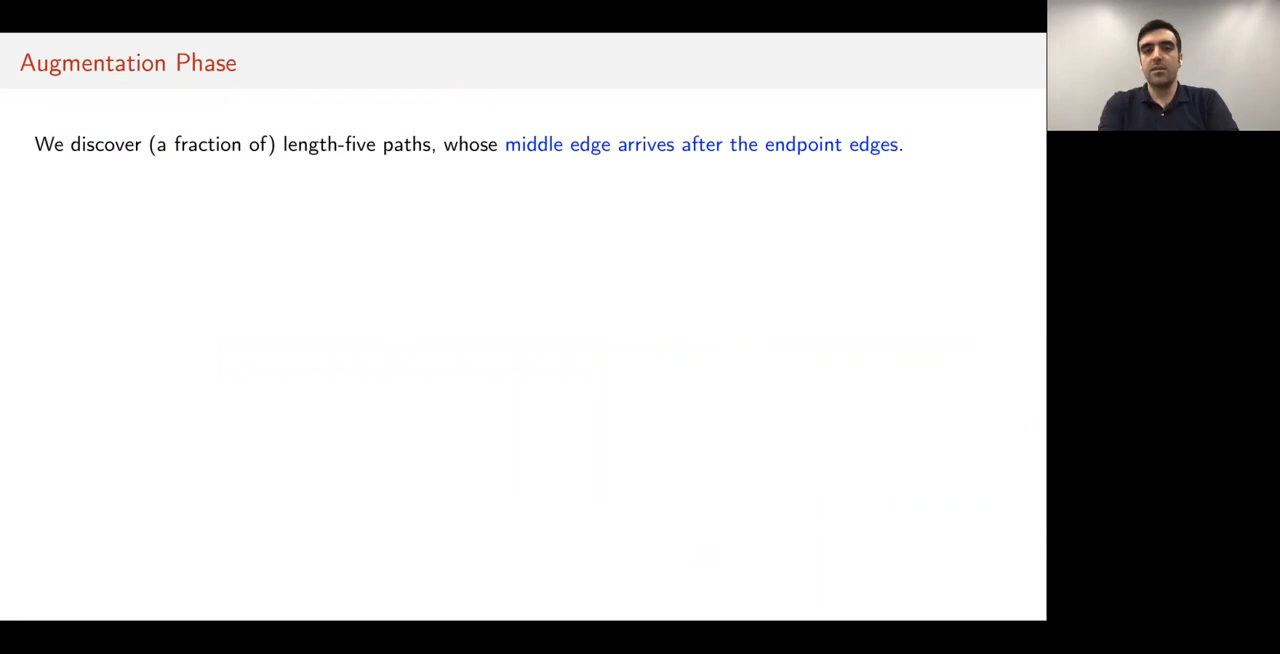 Augmentation Phase
We discover (a fraction of) length-five paths, whose middle edge arrives after the endpoint edges.